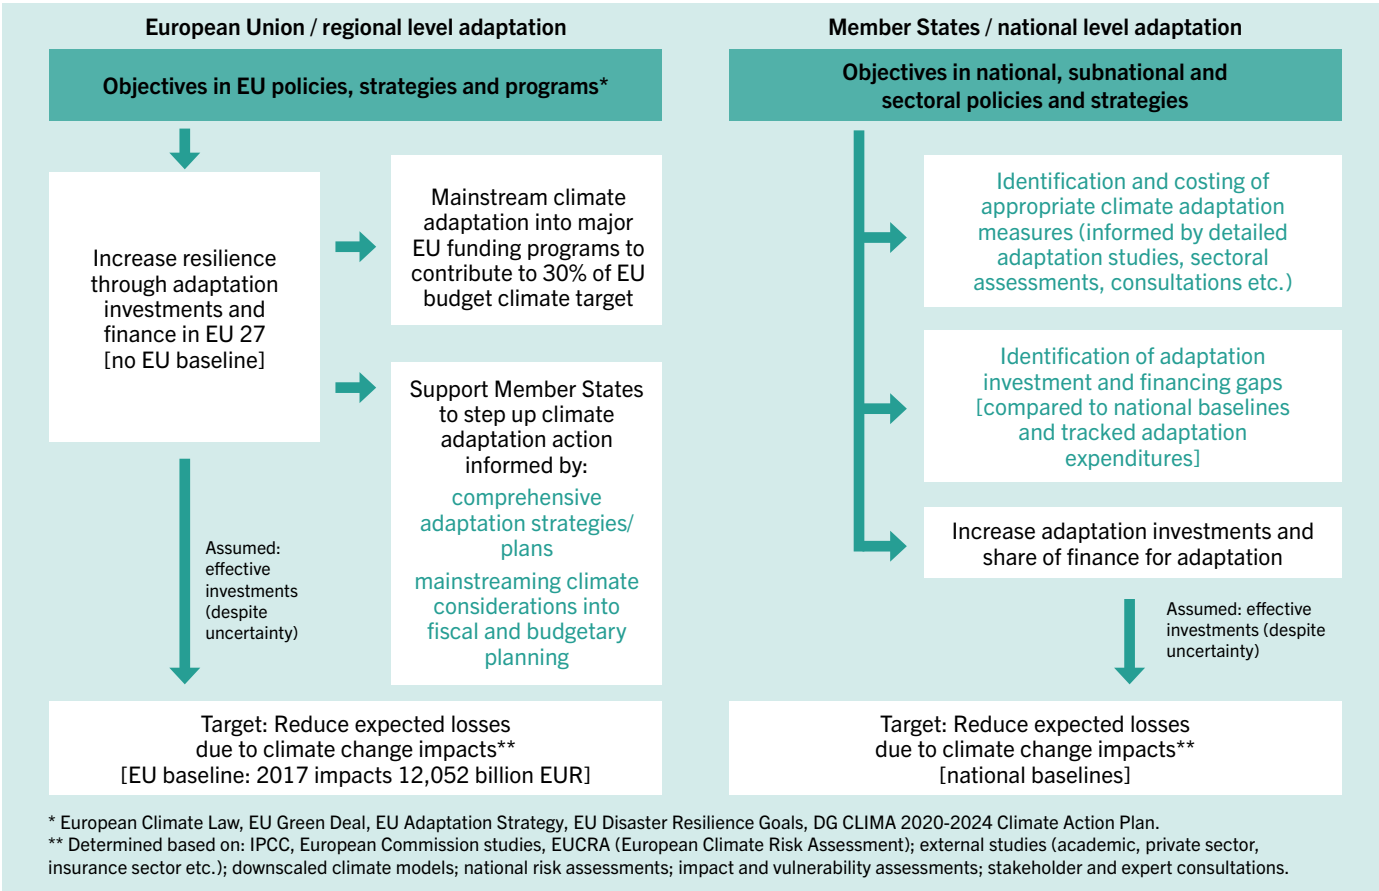 European Union / regional level adaptation
Objectives in EU policies, strategies and programs*
Increase resilience
through adaptation
investments and
finance in EU 27
[no EU baseline]
Mainstream climate
adaptation into major
EU funding programs to
contribute to 30% of EU
budget climate target
Support Member States
to step up climate
adaptation action
informed by:
comprehensive
adaptation strategies/
plans
mainstreaming climate
considerations into
fiscal and budgetary
planning
Assumed:
effective
investments
(despite
uncertainty)
Target: Reduce expected losses
due to climate change impacts**
[EU baseline: 2017 impacts 12,052 billion EUR]
Member States / national level adaptation
Objectives in national, subnational and
sectoral policies and strategies
Identification and costing of
appropriate climate adaptation
measures (informed by detailed
adaptation studies, sectoral
assessments, consultations etc.)
Identification of adaptation
investment and financing gaps
[compared to national baselines
and tracked adaptation
expenditures]
Increase adaptation investments and
share of finance for adaptation
Assumed: effective
investments (despite
uncertainty)
Target: Reduce expected losses
due to climate change impacts**
[national baselines]
* European Climate Law, EU Green Deal, EU Adaptation Strategy, EU Disaster Resilience Goals, DG CLIMA 2020-2024 Climate Action Plan.
** Determined based on: IPCC, European Commission studies, EUCRA (European Climate Risk Assessment); external studies (academic, private sector,
insurance sector etc.); downscaled climate models; national risk assessments; impact and vulnerability assessments; stakeholder and expert consultations.